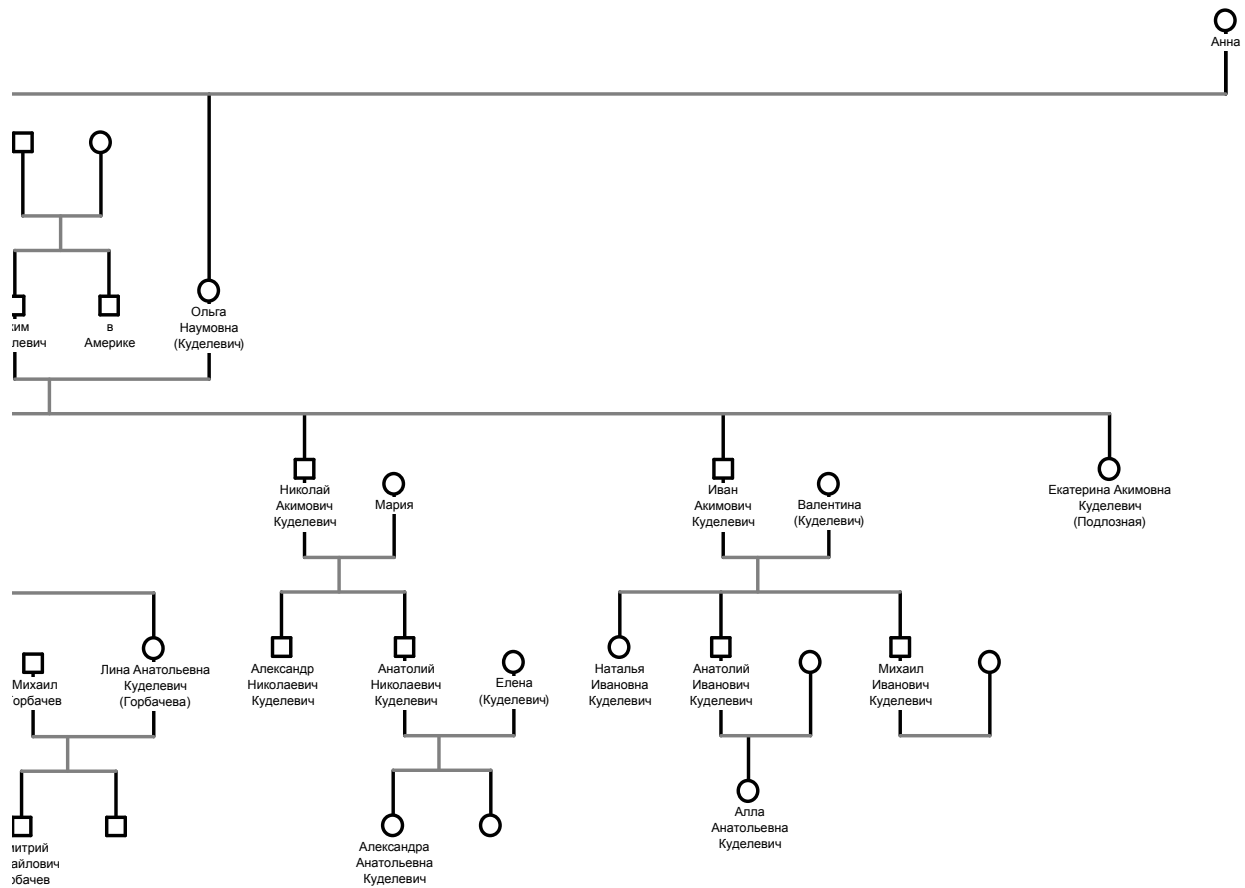 Анна
Ольга
Наумовна
(Куделевич)
в
Америке
Николай
Акимович
Куделевич
Мария
Иван
Акимович
Куделевич
Валентина
(Куделевич)
Екатерина Акимовна
Куделевич
(Подлозная)
Михаил
Лина Анатольевна
Куделевич
(Горбачева)
Александр
Николаевич
Куделевич
Анатолий
Николаевич
Куделевич
Елена
(Куделевич)
Наталья
Ивановна
Куделевич
Анатолий
Иванович
Куделевич
Михаил
Иванович
Куделевич
Александра
Анатольевна
Куделевич
Алла
Анатольевна
Куделевич